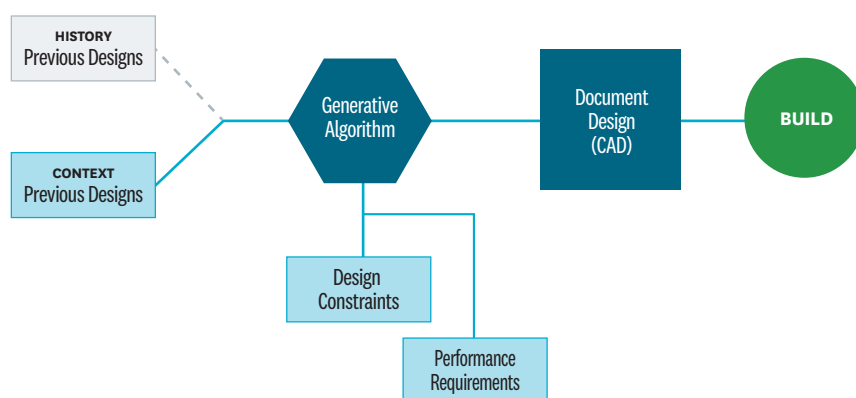 HISTORY
Previous Designs
CONTEXT
Previous Designs
Generative
Algorithm
Document
Design
(CAD)
BUILD
Design
Constraints
Performance
Requirements